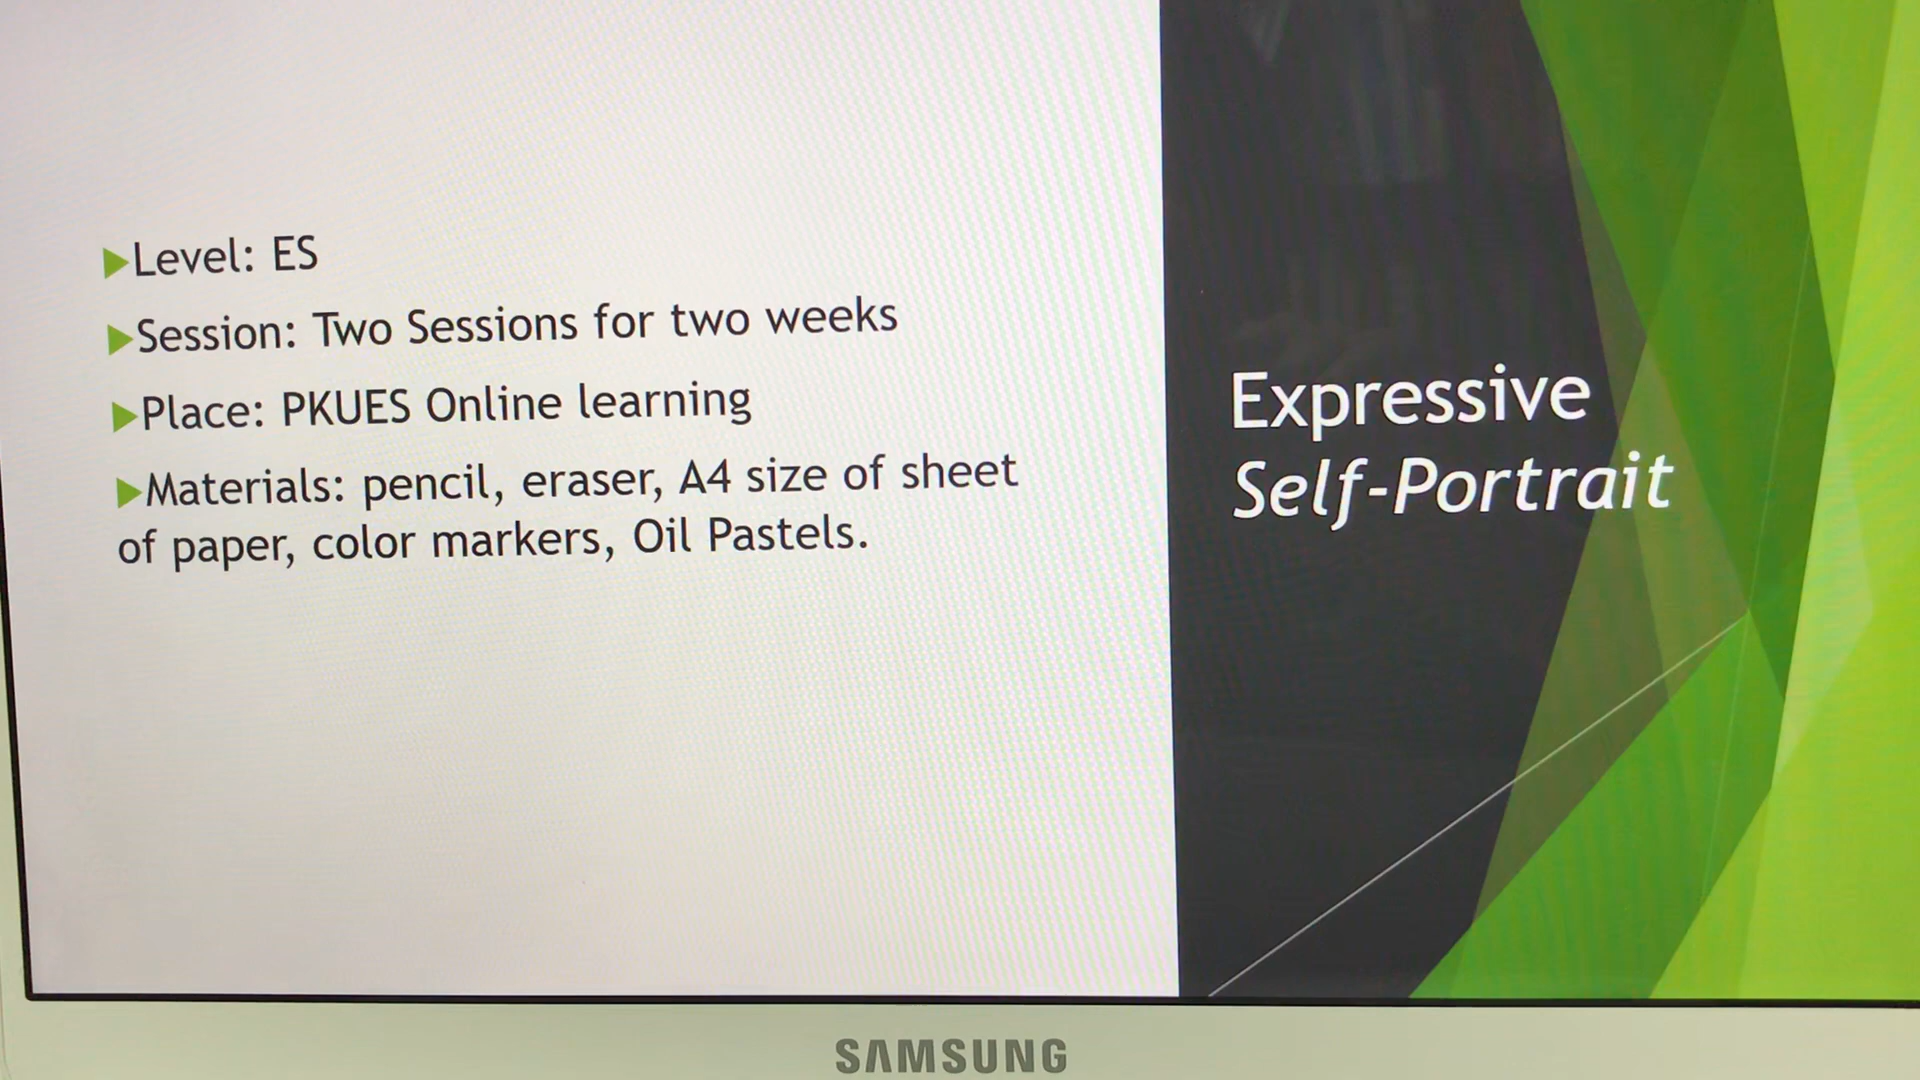 Level: ES
Session: Two Sessions for two weeks
Place: PKUES Online learning
Materials: pencil, eraser, A4 size of sheet
of paper, color markers, Oil Pastels.
Expressive
Self-Portrait
SAMSUNG